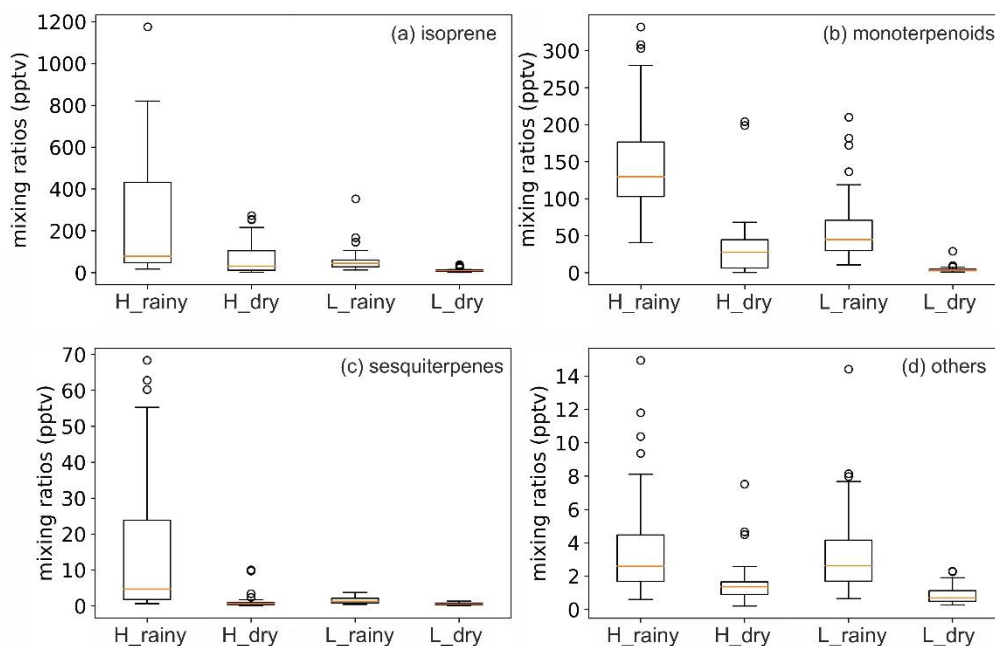 (a) isoprene
mixing ratios (pptv)
1200
1000
800
600
400
200
0
H_rainy H_dry L_rainy L_dry
(b) monoterpenoids
mixing ratios (pptv)
300
250
200
150
100
50
0
H_rainy H_dry L_rainy L_dry
(c) sesquiterpenes
mixing ratios (pptv)
70
60
50
40
30
20
10
0
H_rainy H_dry L_rainy L_dry
(d) others
mixing ratios (pptv)
14
12
10
8
6
4
2
0
H_rainy H_dry L_rainy L_dry